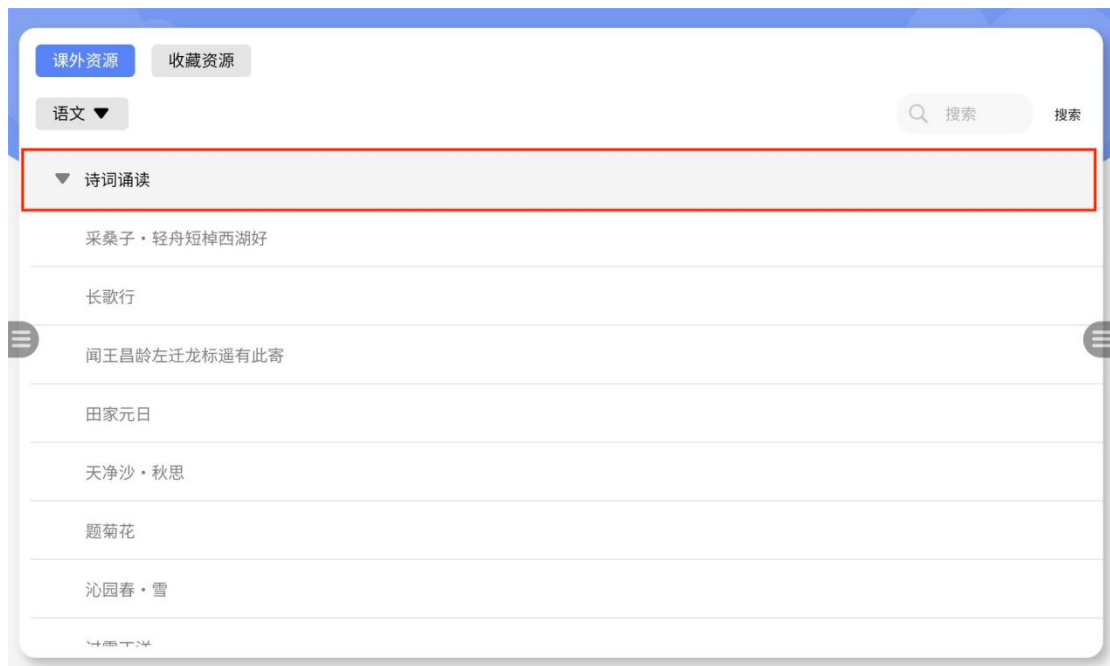 课外资源 收藏资源
语文 搜索 搜索
诗词诵读
采桑子·轻舟短棹西湖好
长歌行
闻王昌龄左迁龙标遥有此寄
田家元日
天净沙·秋思
题菊花
沁园春·雪